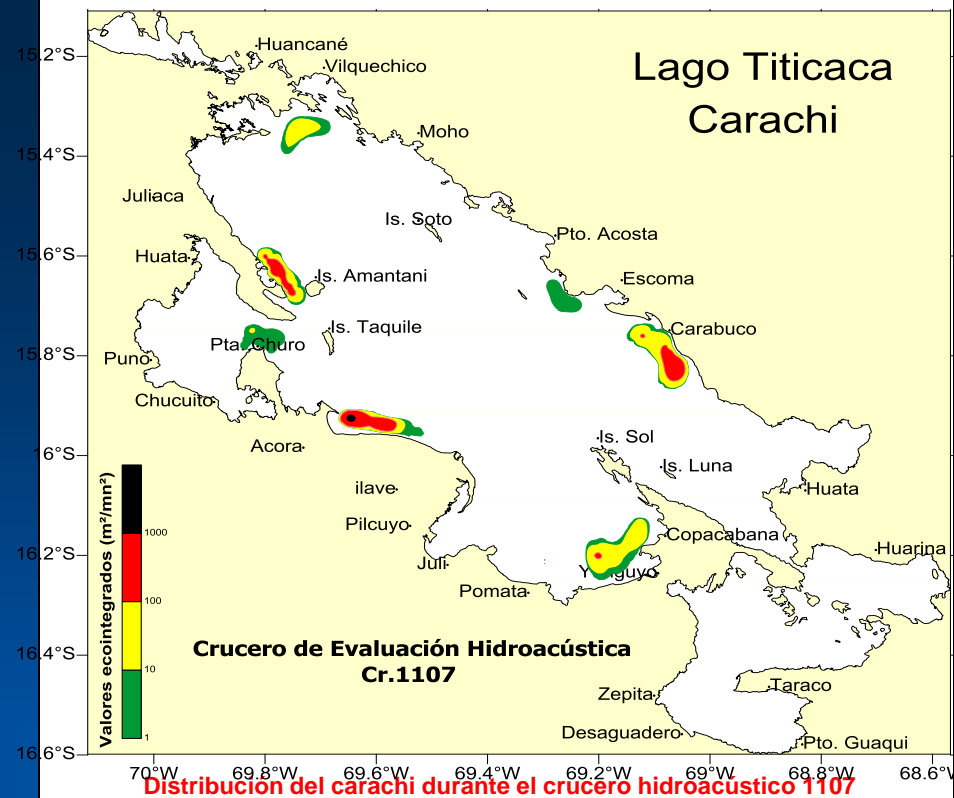 Lago Titicaca
Carachi
15.2°S
15.4°S
15.6°S
15.8°S
16°S
16.2°S
16.4°S
16.6°S
Huancané
Vilquechico
Moho
Juliaca
Is. Soto
Pto. Acosta
Huata
Is. Amantani
Escoma
Is. Taquile
Carabuco
Pta. Churo
Puno
Chucuito
Acora
Is. Sol
Is. Luna
ilave
Huata
Pilcuyo
Copacabana
Huarina
Juli
Yunguyo
Pomata
Zepita
Taraco
Desaguadero
Pto. Guaqui
Valores ecointegrados (m²/mn²)
1000
100
10
1
Crucero de Evaluación Hidroacústica
Cr.1107
70°W
69.8°W
69.6°W
69.4°W
69.2°W
69°W
68.8°W
68.6°W
Distribución del carachi durante el crucero hidroacústico 1107